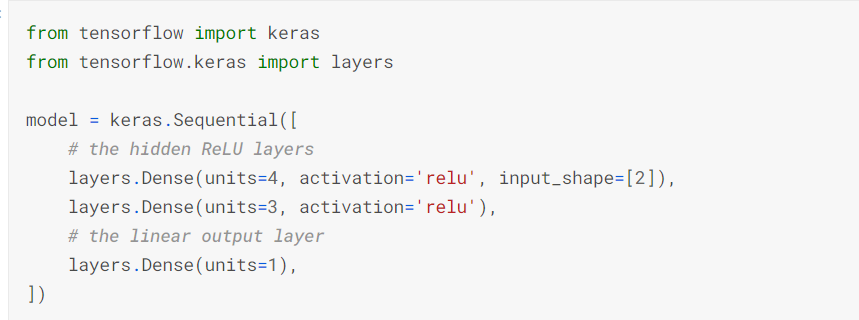 from tensorflow import keras
from tensorflow.keras import layers

model = keras.Sequential([
    # the hidden ReLU layers
    layers.Dense(units=4, activation='relu', input_shape=[2]),
    layers.Dense(units=3, activation='relu'),
    # the linear output layer
    layers.Dense(units=1),
])